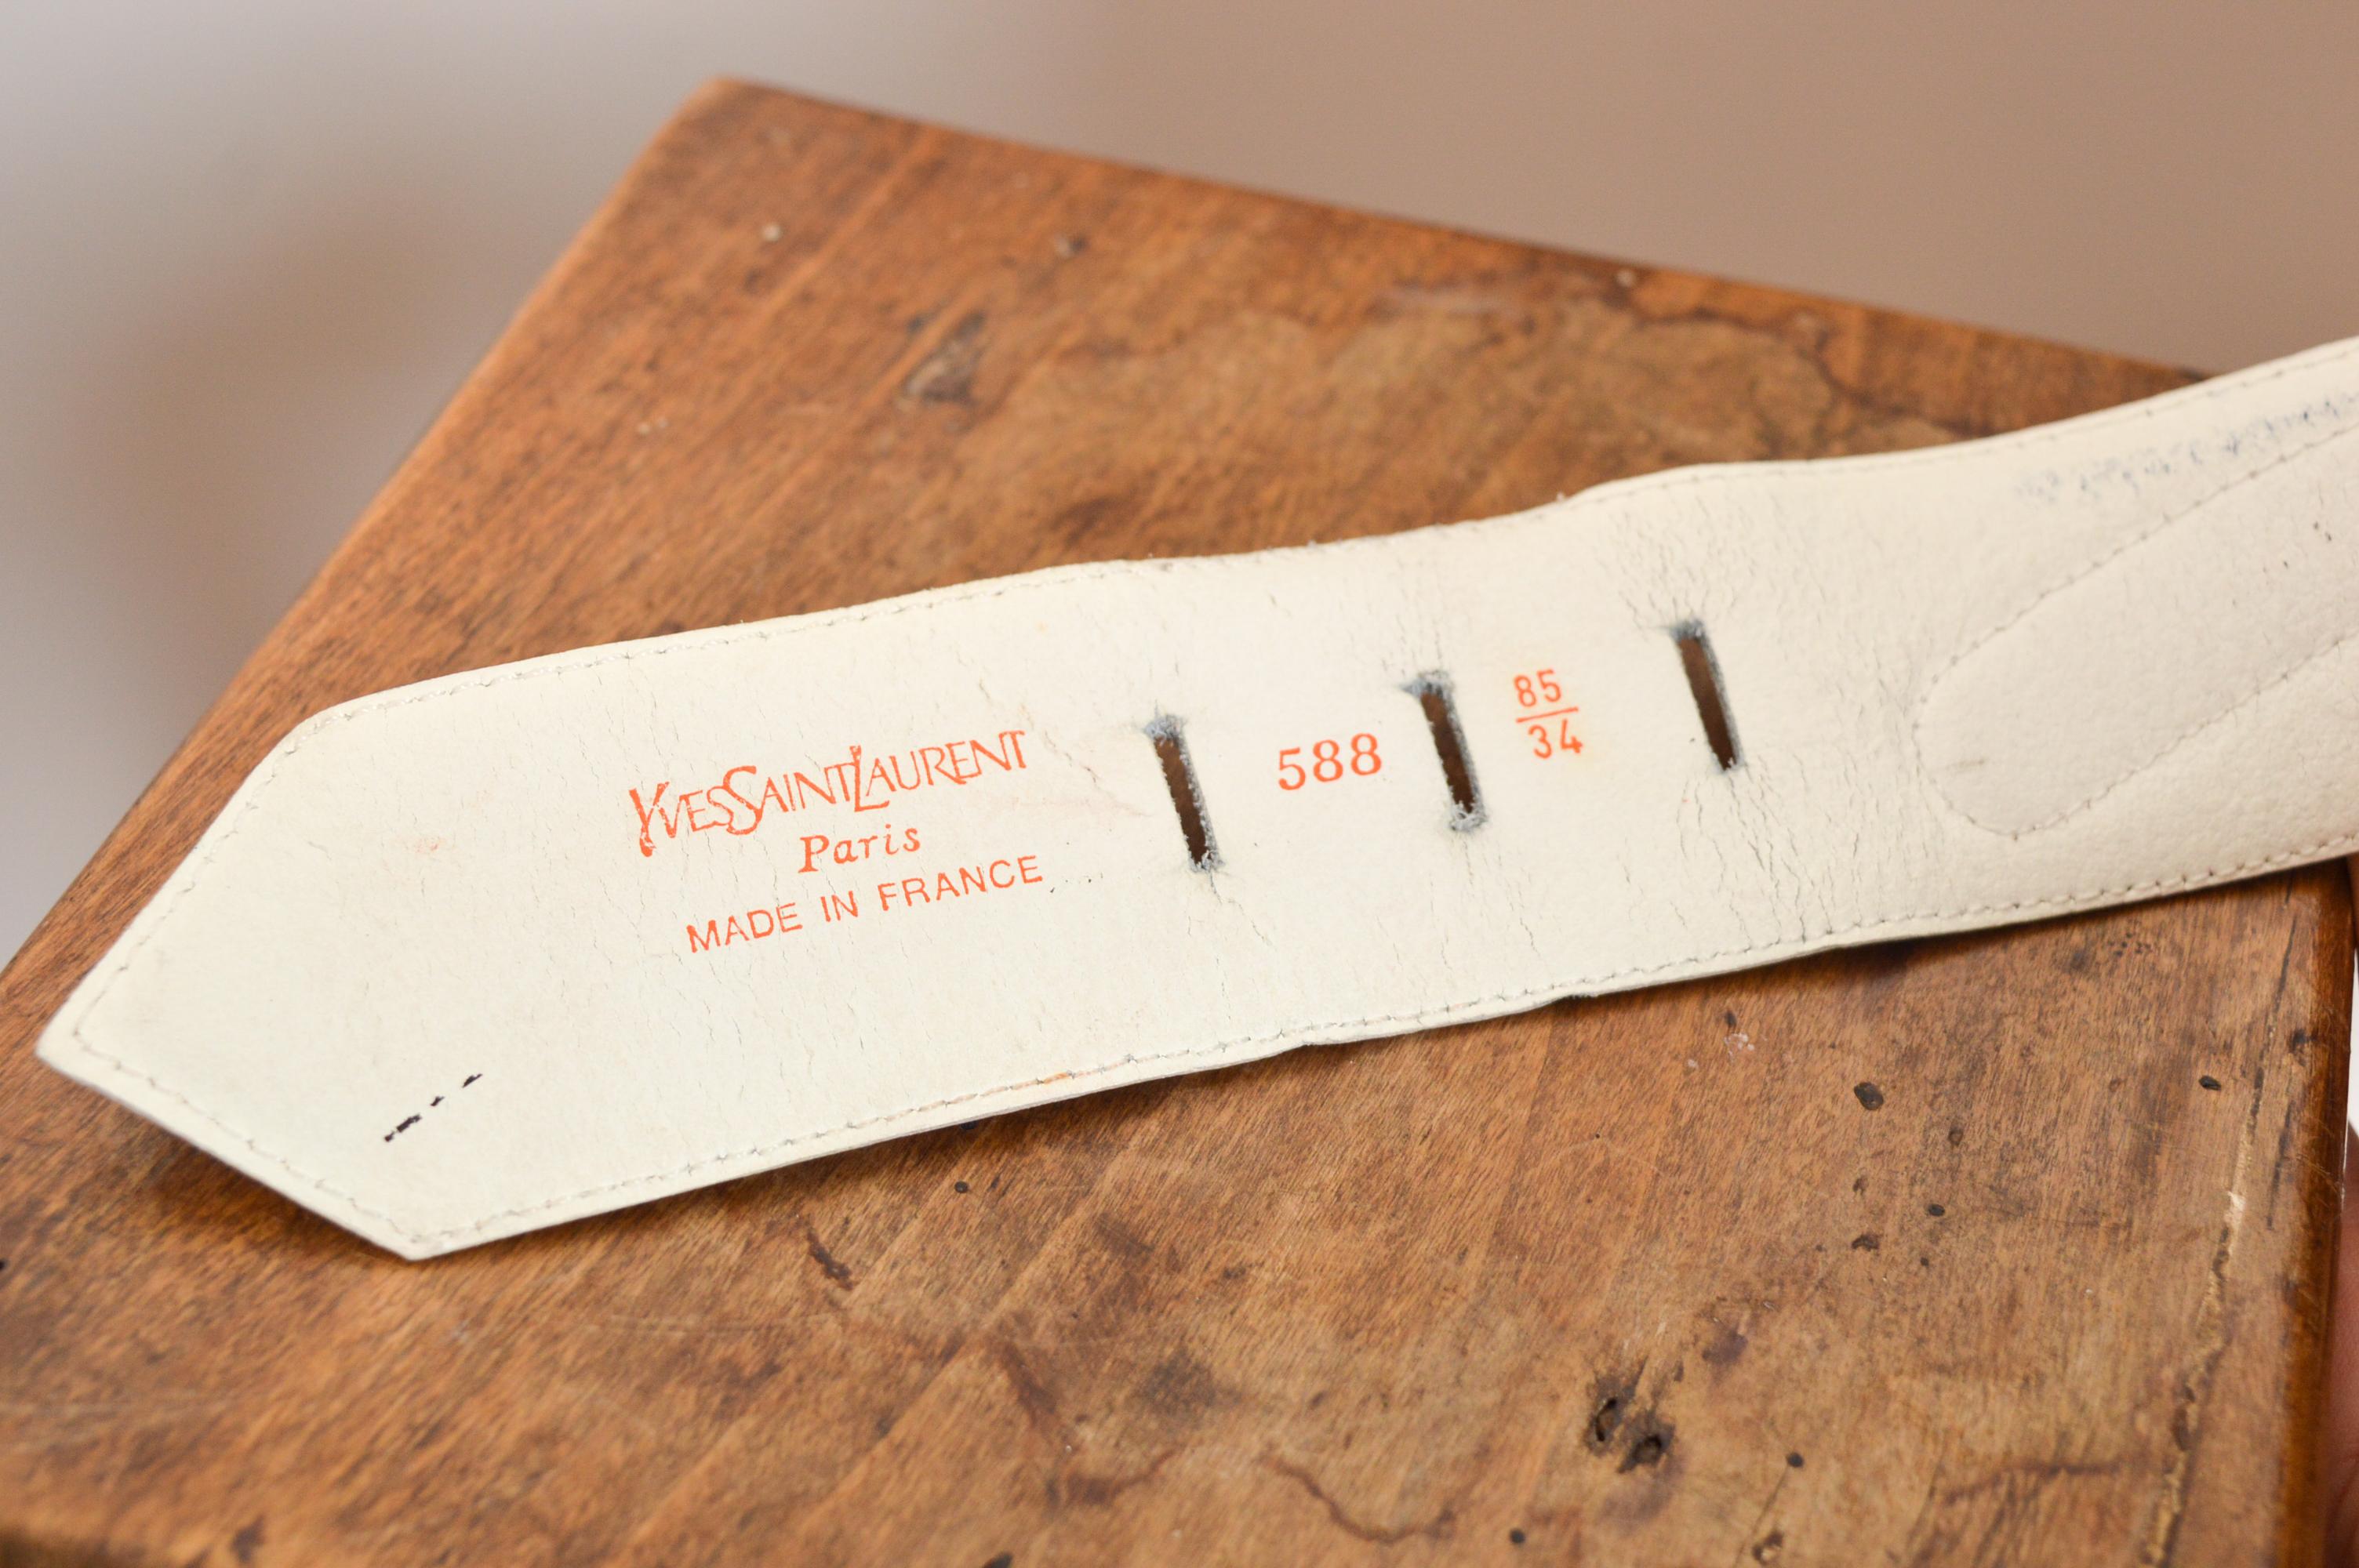 YVES SAINT LAURENT
Paris
MADE IN FRANCE
588
85
34